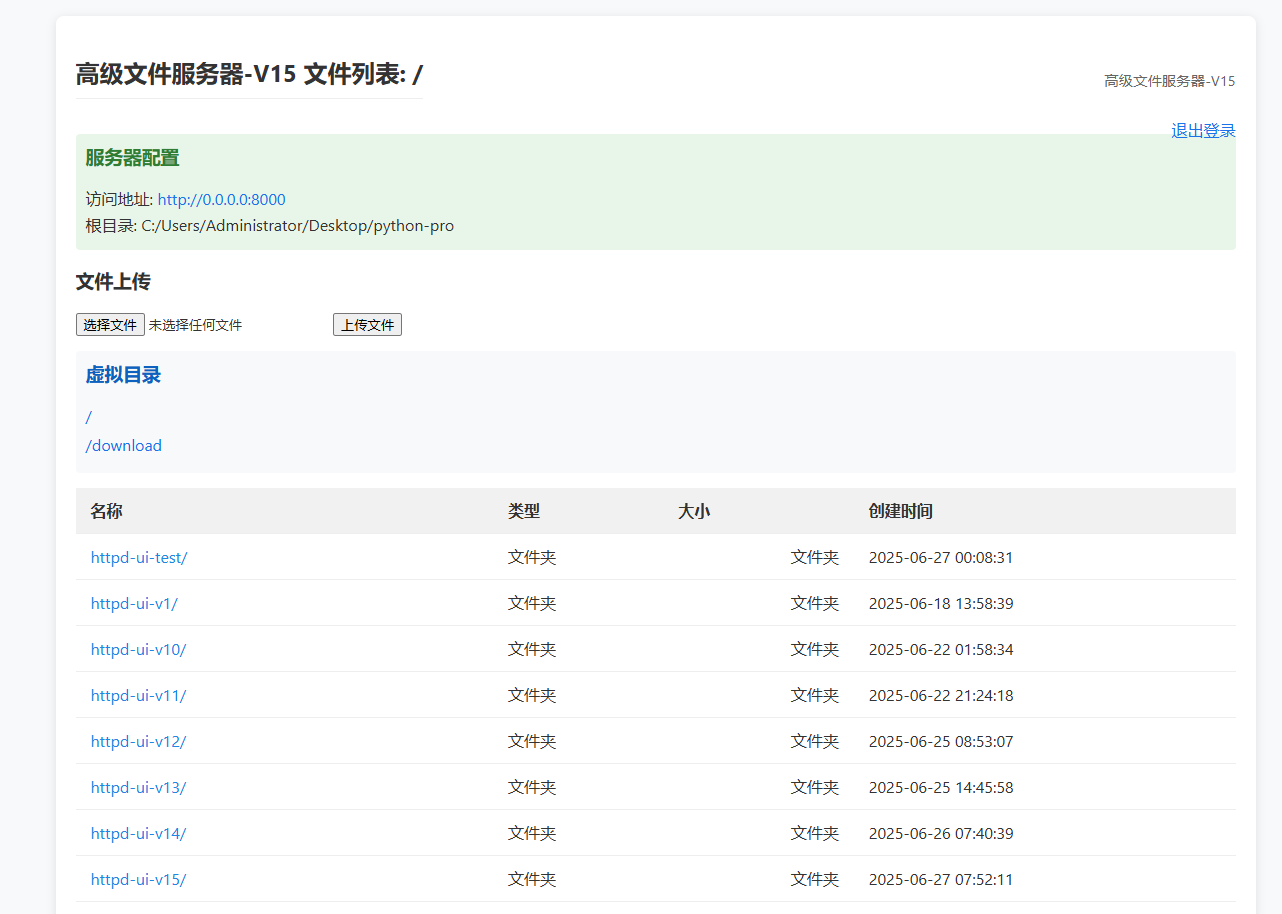 高级文件服务器-V15 文件列表: /
高级文件服务器-V15
退出登录
服务器配置
访问地址: http://0.0.0.0:8000
根目录: C:/Users/Administrator/Desktop/python-pro
文件上传
选择文件 未选择任何文件 上传文件
虚拟目录
/
/download
名称 类型 大小 创建时间
httpd-ui-test/ 文件夹 文件夹 2025-06-27 00:08:31
httpd-ui-v1/ 文件夹 文件夹 2025-06-18 13:58:39
httpd-ui-v10/ 文件夹 文件夹 2025-06-22 01:58:34
httpd-ui-v11/ 文件夹 文件夹 2025-06-22 21:24:18
httpd-ui-v12/ 文件夹 文件夹 2025-06-25 08:53:07
httpd-ui-v13/ 文件夹 文件夹 2025-06-25 14:45:58
httpd-ui-v14/ 文件夹 文件夹 2025-06-26 07:40:39
httpd-ui-v15/ 文件夹 文件夹 2025-06-27 07:52:11